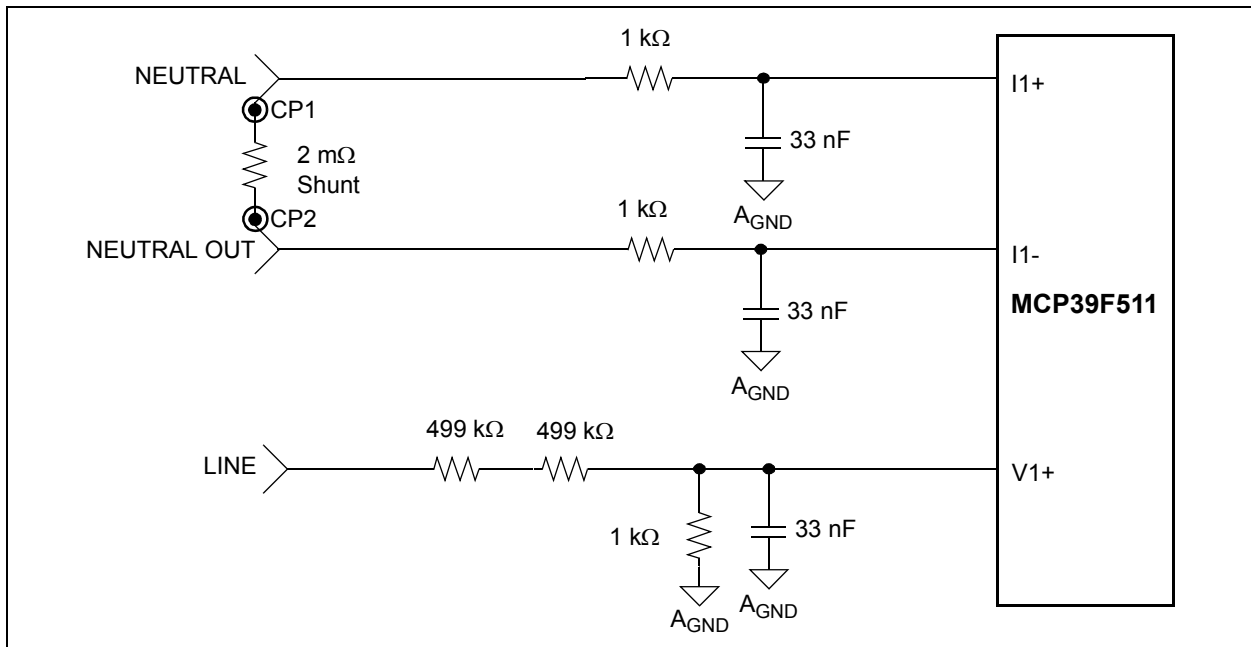 1 kΩ
NEUTRAL
I1+
CP1
33 nF
2 mΩ
Shunt
AGND
1 kΩ
CP2
NEUTRAL OUT
I1-
MCP39F511
33 nF
AGND
499 kΩ
499 kΩ
LINE
V1+
1 kΩ
33 nF
AGND
AGND